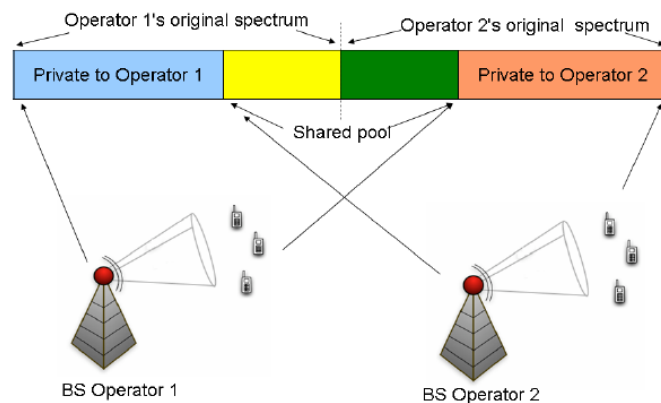 Operator 1's original spectrum
Operator 2's original spectrum
Private to Operator 1
Private to Operator 2
Shared pool
BS Operator 1
BS Operator 2